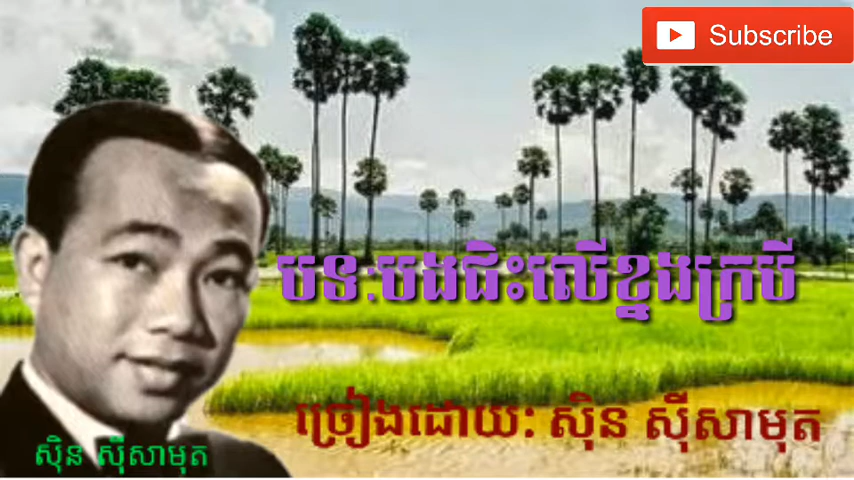 Subscribe
បទ:បងជិះលើខ្នងក្របី
ច្រៀងដោយ: ស៊ិន ស៊ីសាមុត
ស៊ិន ស៊ីសាមុត